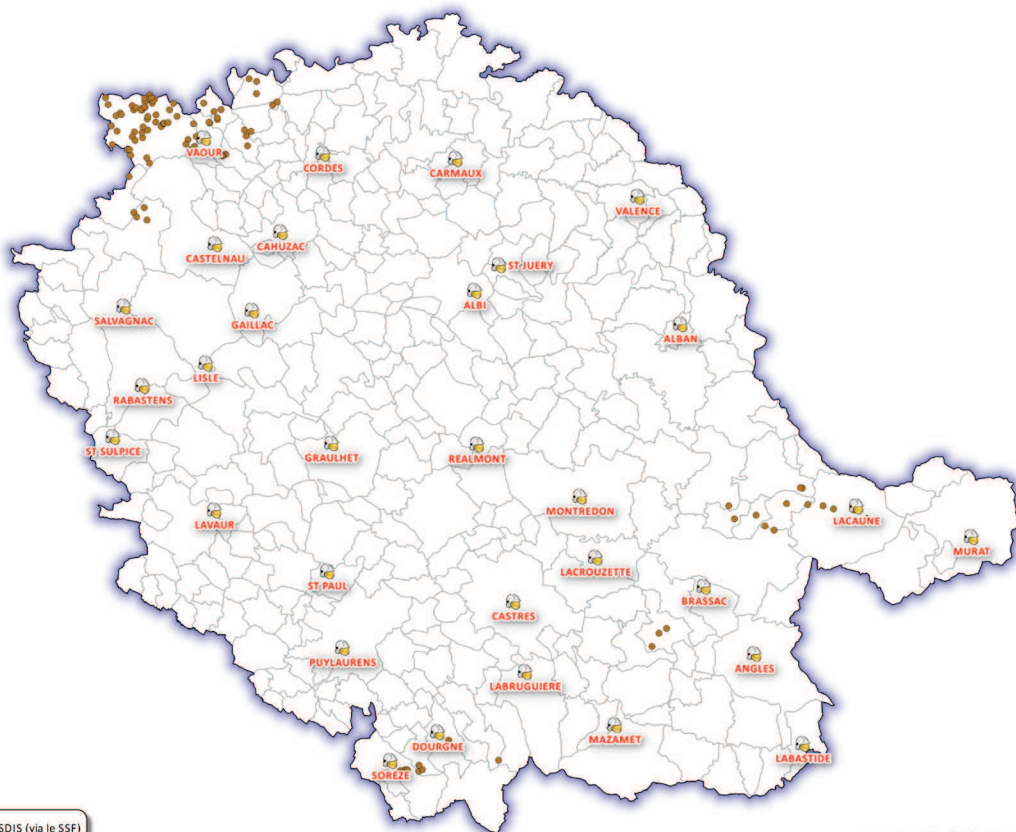 VAOUR
CORDES
CARMAUX
VALENCE
CASTELNAU
CAHUZAC
ST JUERY
ALBI
SALVAGNAC
GAILLAC
ALBAN
LISLE
RABASTENS
ST SULPICE
GRAULHET
REALMONT
MONTREDON
LACAUNE
LAVAUR
MURAT
LACROUZETTE
ST PAUL
BRASSAC
CASTRES
PUYLAURENS
ANGLES
LABRUGUIERE
DOURGNE
MAZAMET
LABASTIDE
SOREZE
SDIS (via le SSF)